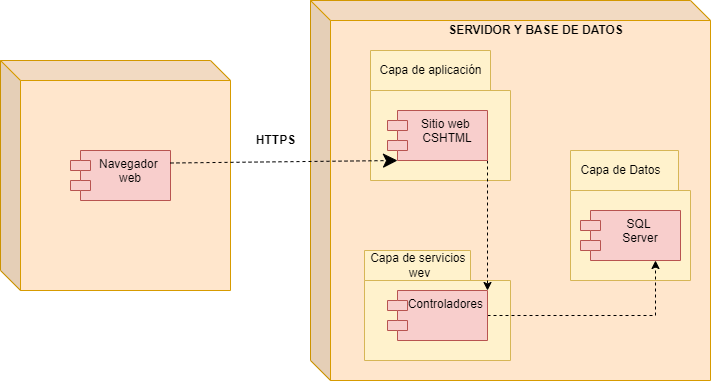 SERVIDOR Y BASE DE DATOS
Capa de aplicación
Sitio web
CSHTML
HTTPS
Navegador
web
Capa de Datos
SQL
Server
Capa de servicios
wev
Controladores